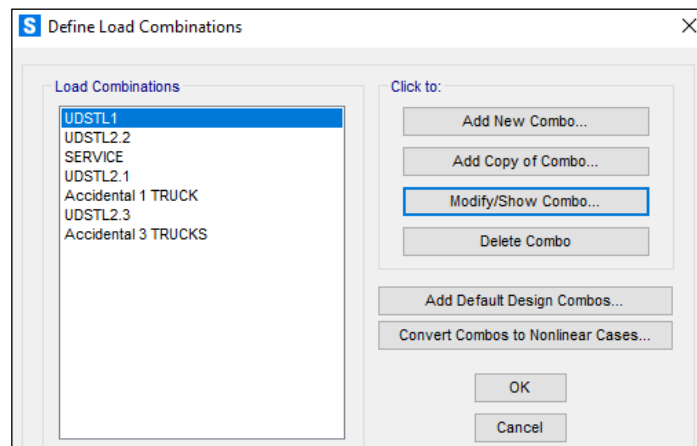 S Define Load Combinations
Load Combinations
UDSTL1
UDSTL2.2
SERVICE
UDSTL2.1
Accidental 1 TRUCK
UDSTL2.3
Accidental 3 TRUCKS
Click to:
Add New Combo...
Add Copy of Combo...
Modify/Show Combo...
Delete Combo
Add Default Design Combos...
Convert Combos to Nonlinear Cases...
OK
Cancel